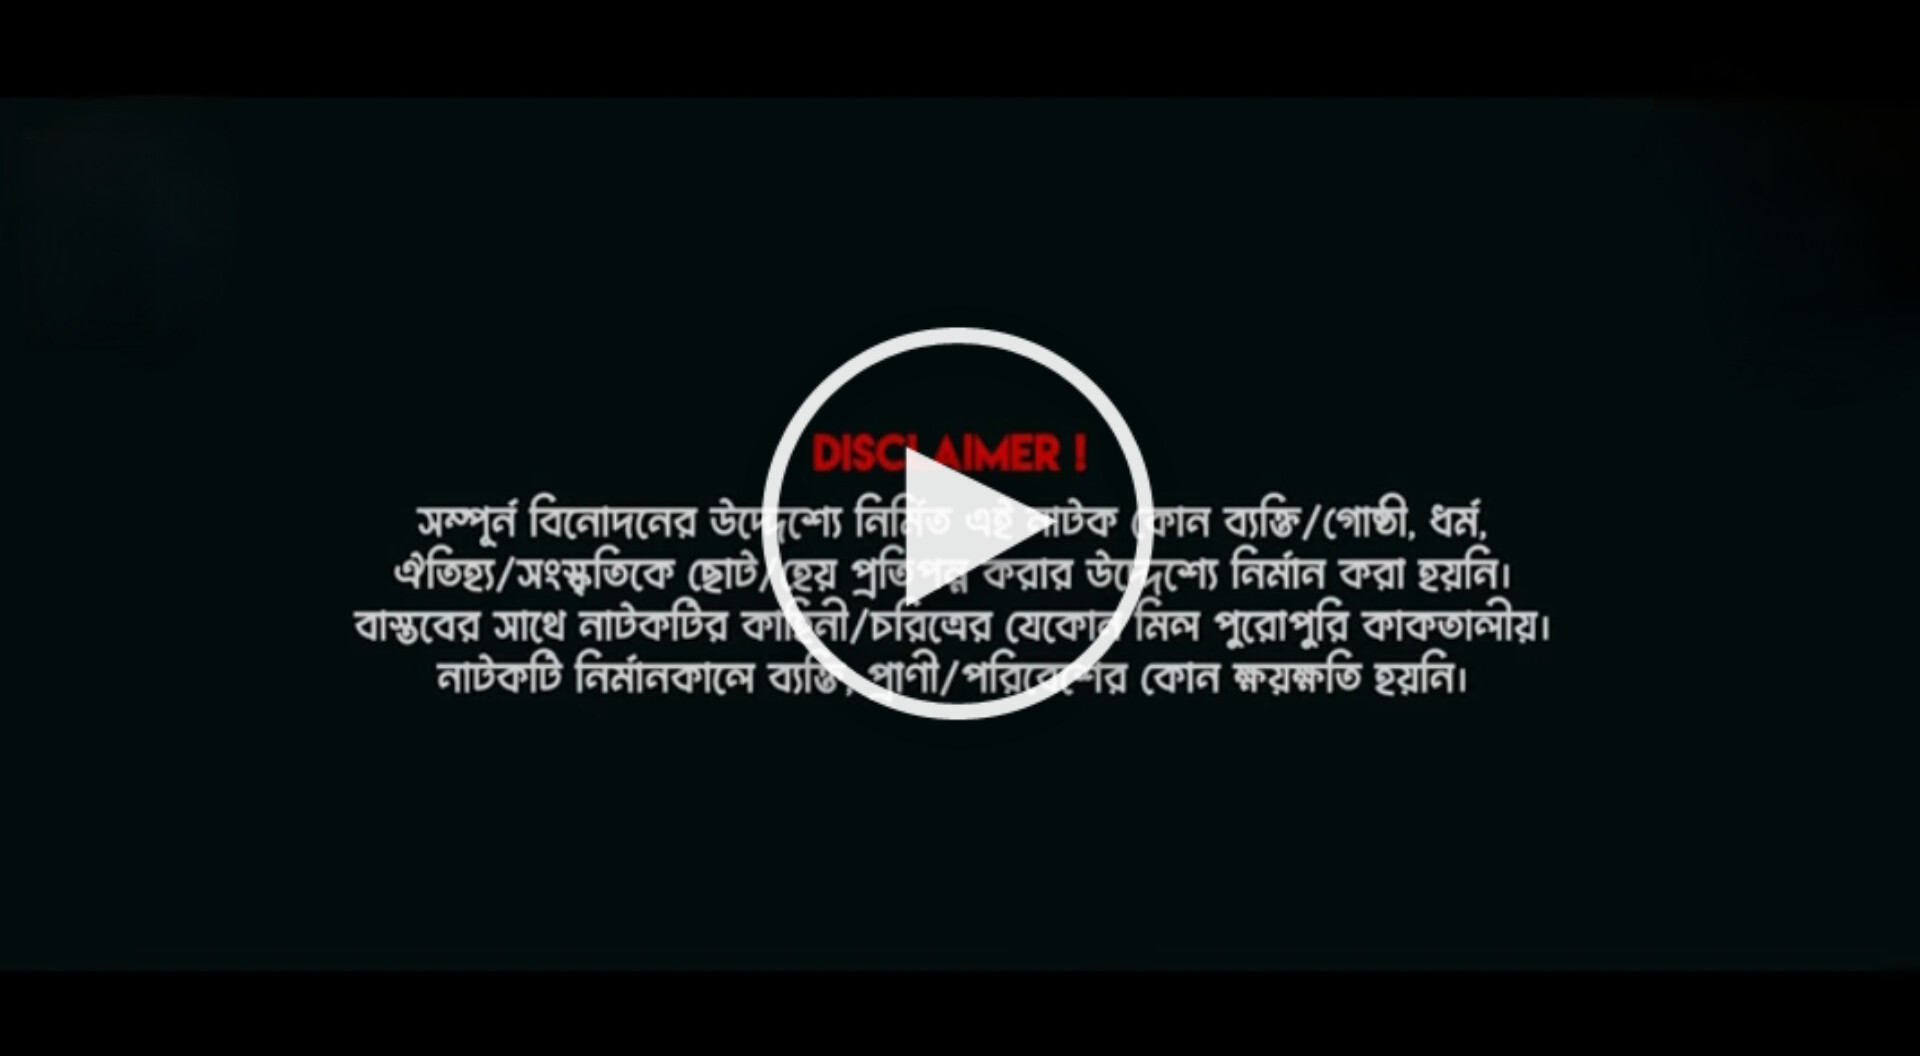 DISCLAIMER !
সম্পূর্ন বিনোদনের উদ্দেশ্যে নির্মিত এই নাটক কোন ব্যক্তি/গোষ্ঠী, ধর্ম,
ঐতিহ্য/সংস্কৃতিকে ছোট/হেয় প্রতিপন্ন করার উদ্দেশ্যে নির্মান করা হয়নি।
বাস্তবের সাথে নাটকটির কাহিনী/চরিত্রের যেকোন মিল পুরোপুরি কাকতালীয়।
নাটকটি নির্মানকালে ব্যক্তি, প্রাণী/পরিবেশের কোন ক্ষয়ক্ষতি হয়নি।